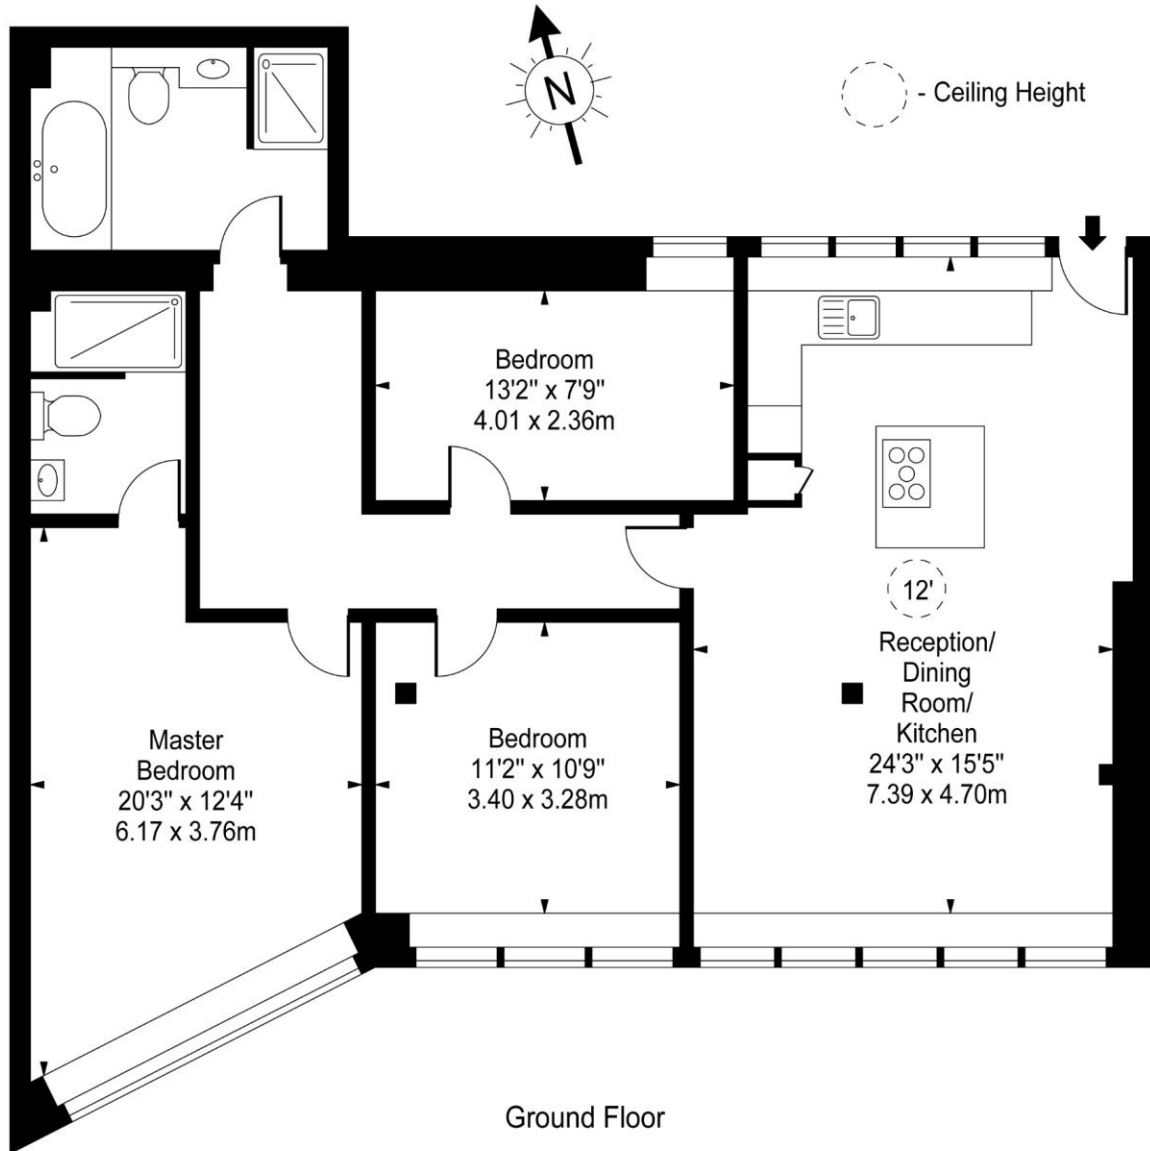 N
- Ceiling Height
Bedroom
13'2" x 7'9"
4.01 x 2.36m
12'
Reception/
Dining
Room/
Kitchen
24'3" x 15'5"
7.39 x 4.70m
Master
Bedroom
20'3" x 12'4"
6.17 x 3.76m
Bedroom
11'2" x 10'9"
3.40 x 3.28m
Ground Floor